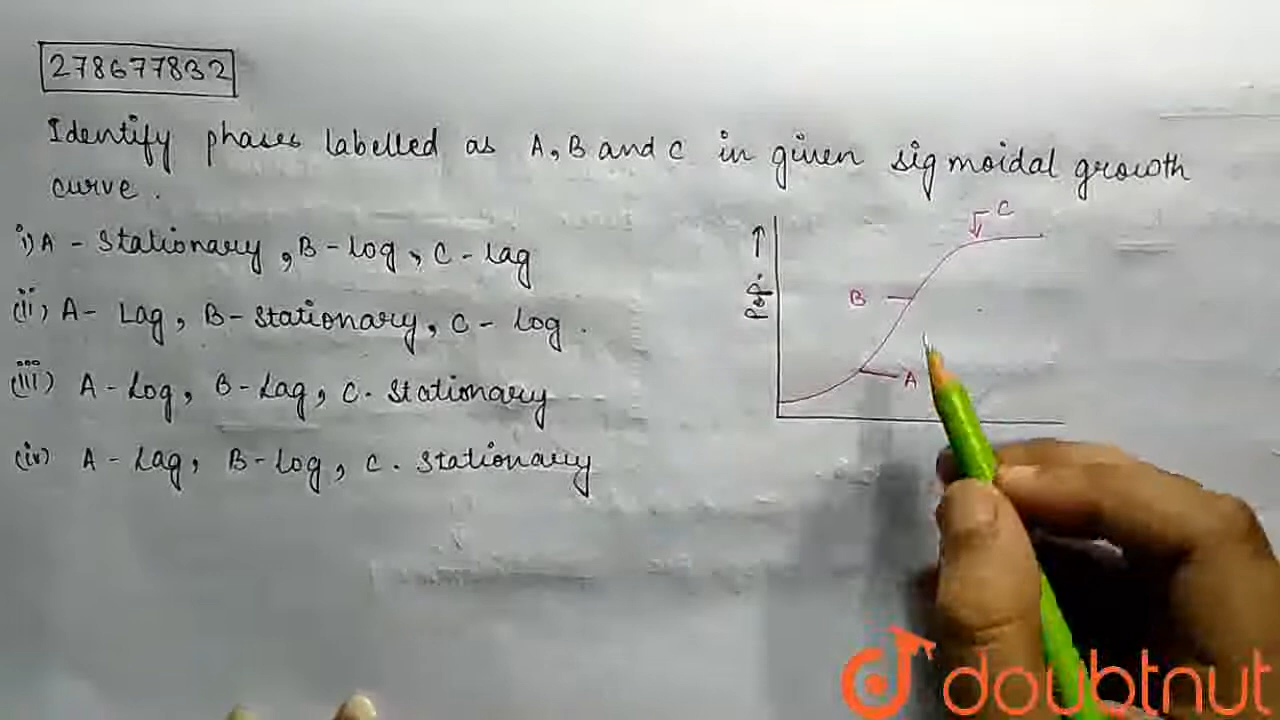 278677832
Identify phases labelled as A, B and C in given sigmoidal growth
curve.
i) A - Stationary, B - Log, C - Lag
(ii) A - Lag, B - Stationary, C - Log.
(iii) A - Log, B - Lag, C. Stationary
(iv) A - Lag, B - Log, C. Stationary
C
B
A
Pop.
doubtnut